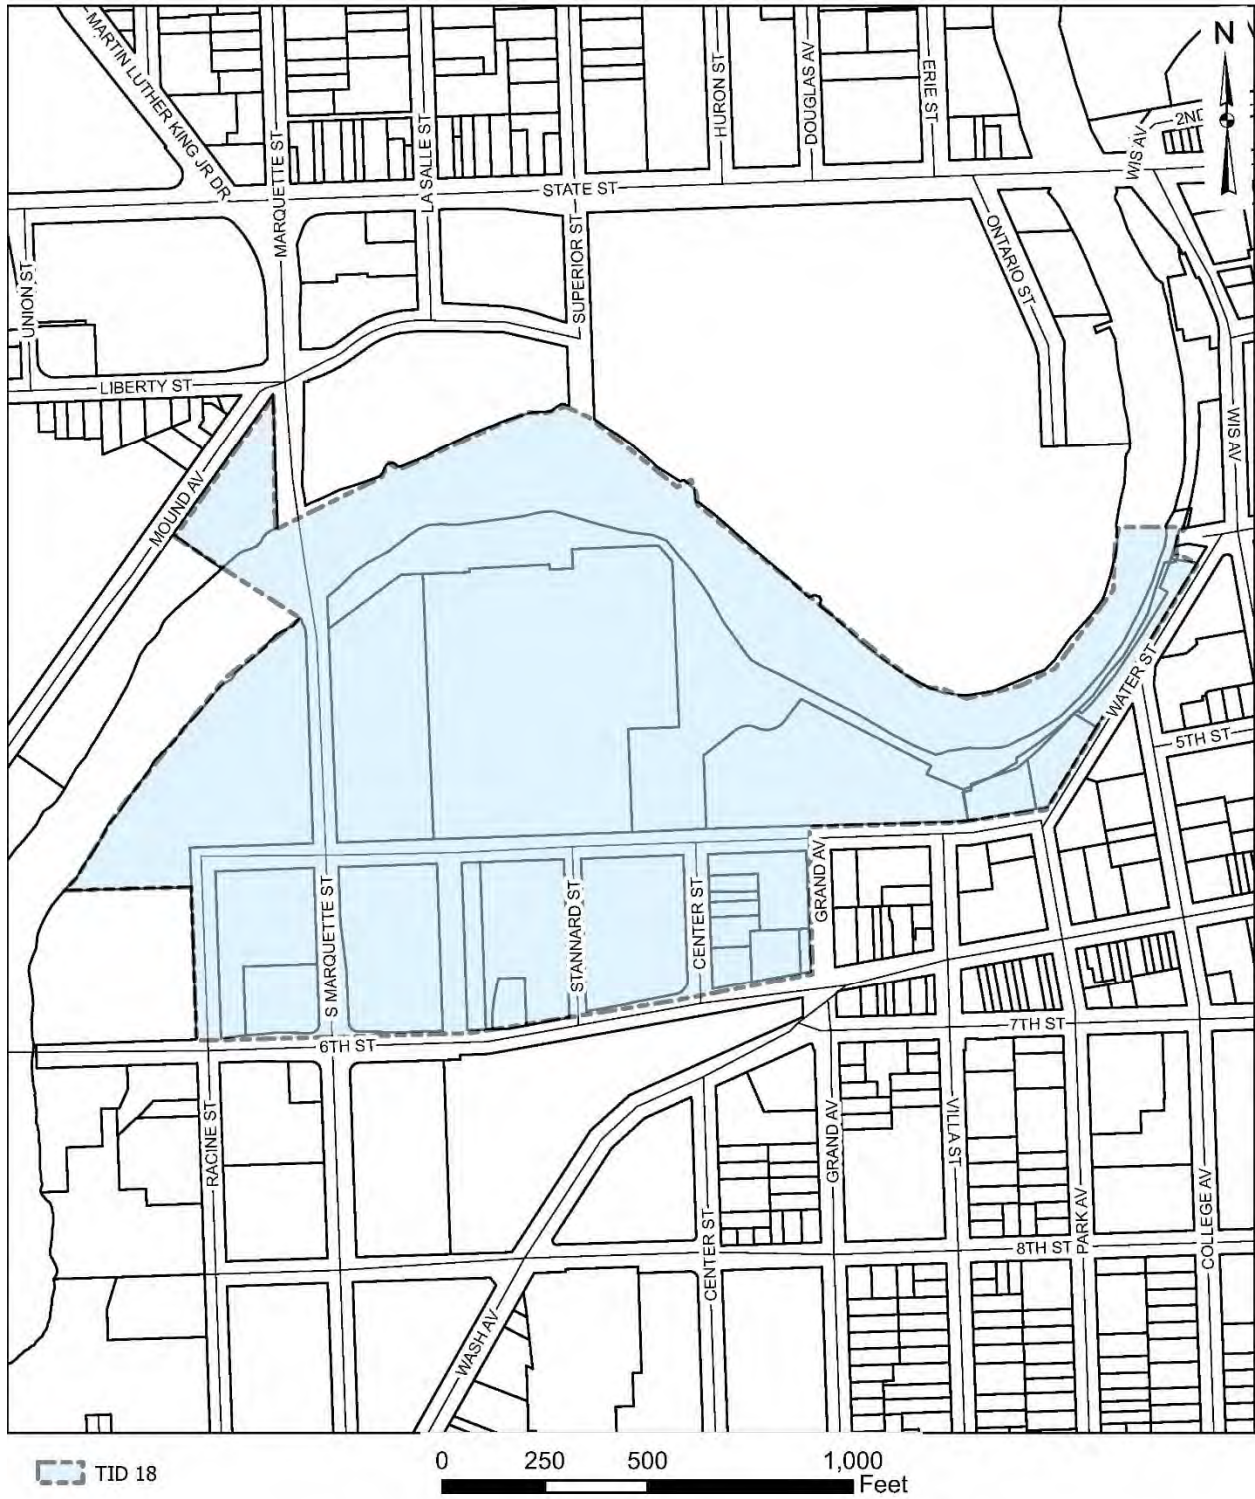 N
MARTIN LUTHER KING JR DR
MARQUETTE ST
LA SALLE ST
HURON ST
DOUGLAS AV
ERIE ST
2ND
WIS AV
STATE ST
SUPERIOR ST
ONTARIO ST
UNION ST
LIBERTY ST
WIS AV
MOUND AV
WATER ST
5TH ST
GRAND AV
S MARQUETTE ST
STANNARD ST
CENTER ST
6TH ST
7TH ST
RACINE ST
GRAND AV
VILLA ST
PARK AV
COLLEGE AV
CENTER ST
8TH ST
WASH AV
TID 18
0 250 500 1,000
Feet